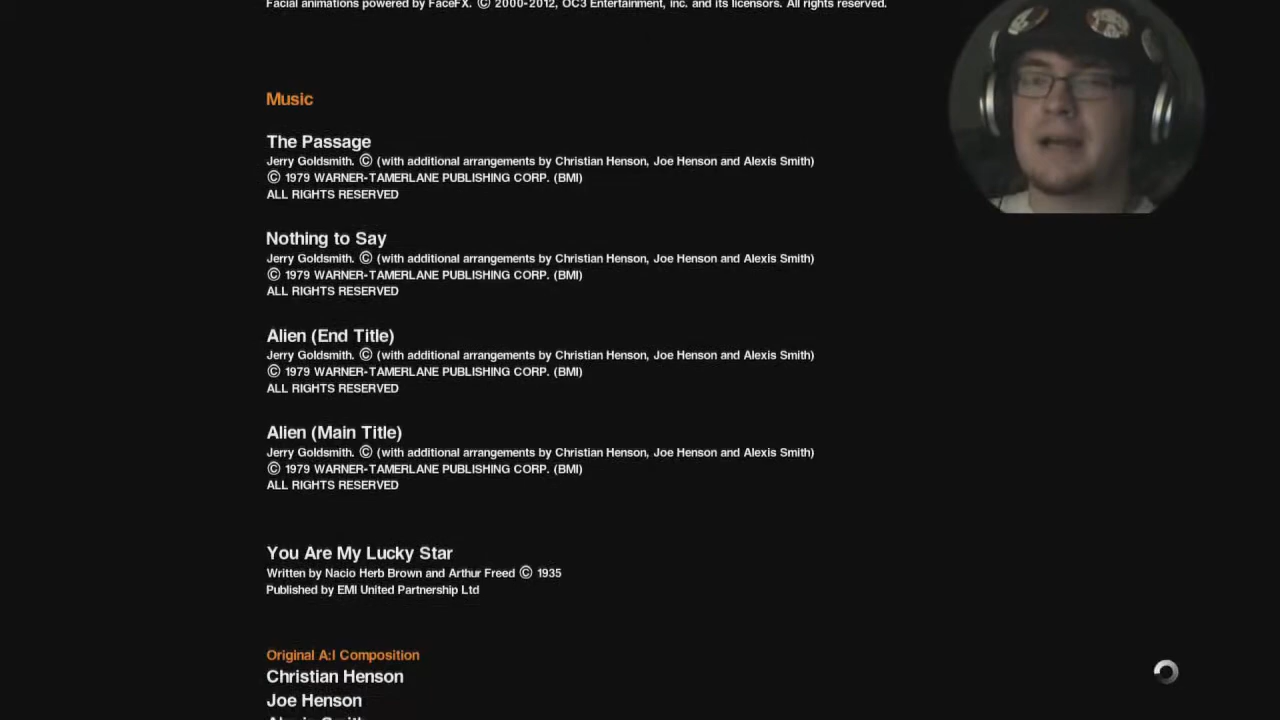 Facial animations powered by FaceFX. © 2000-2012, OC3 Entertainment, Inc. and its licensors. All rights reserved.
Music
The Passage
Jerry Goldsmith. © (with additional arrangements by Christian Henson, Joe Henson and Alexis Smith)
© 1979 WARNER-TAMERLANE PUBLISHING CORP. (BMI)
ALL RIGHTS RESERVED
Nothing to Say
Jerry Goldsmith. © (with additional arrangements by Christian Henson, Joe Henson and Alexis Smith)
© 1979 WARNER-TAMERLANE PUBLISHING CORP. (BMI)
ALL RIGHTS RESERVED
Alien (End Title)
Jerry Goldsmith. © (with additional arrangements by Christian Henson, Joe Henson and Alexis Smith)
© 1979 WARNER-TAMERLANE PUBLISHING CORP. (BMI)
ALL RIGHTS RESERVED
Alien (Main Title)
Jerry Goldsmith. © (with additional arrangements by Christian Henson, Joe Henson and Alexis Smith)
© 1979 WARNER-TAMERLANE PUBLISHING CORP. (BMI)
ALL RIGHTS RESERVED
You Are My Lucky Star
Written by Nacio Herb Brown and Arthur Freed © 1935
Published by EMI United Partnership Ltd
Original A:I Composition
Christian Henson
Joe Henson
Alexis Smith